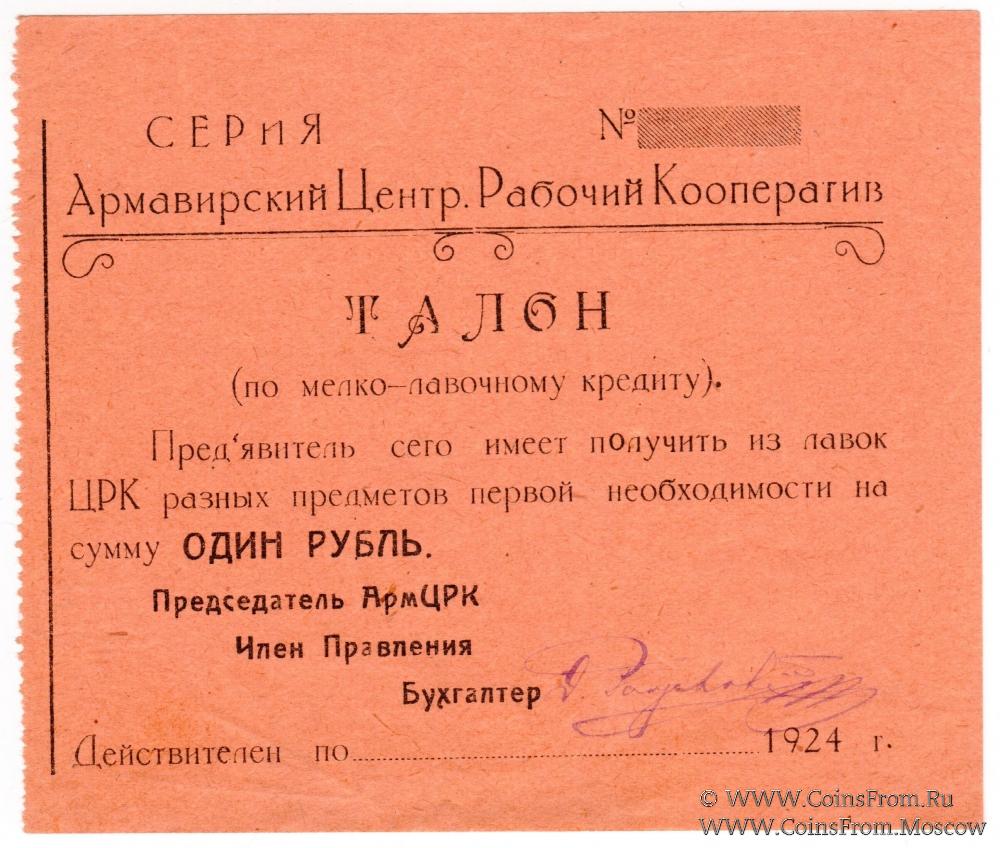 СЕРиЯ №
Армавирский Центр. Рабочий Кооператив
ТАЛОН
(по мелко-лавочному кредиту).
Пред'явитель сего имеет получить из лавок
ЦРК разных предметов первой необходимости на
сумму ОДИН РУБЛЬ.
Председатель АрмЦРК
Член Правления
Бухгалтер
Действителен по 1924 г.
© WWW.CoinsFrom.Ru
WWW.CoinsFrom.Moscow